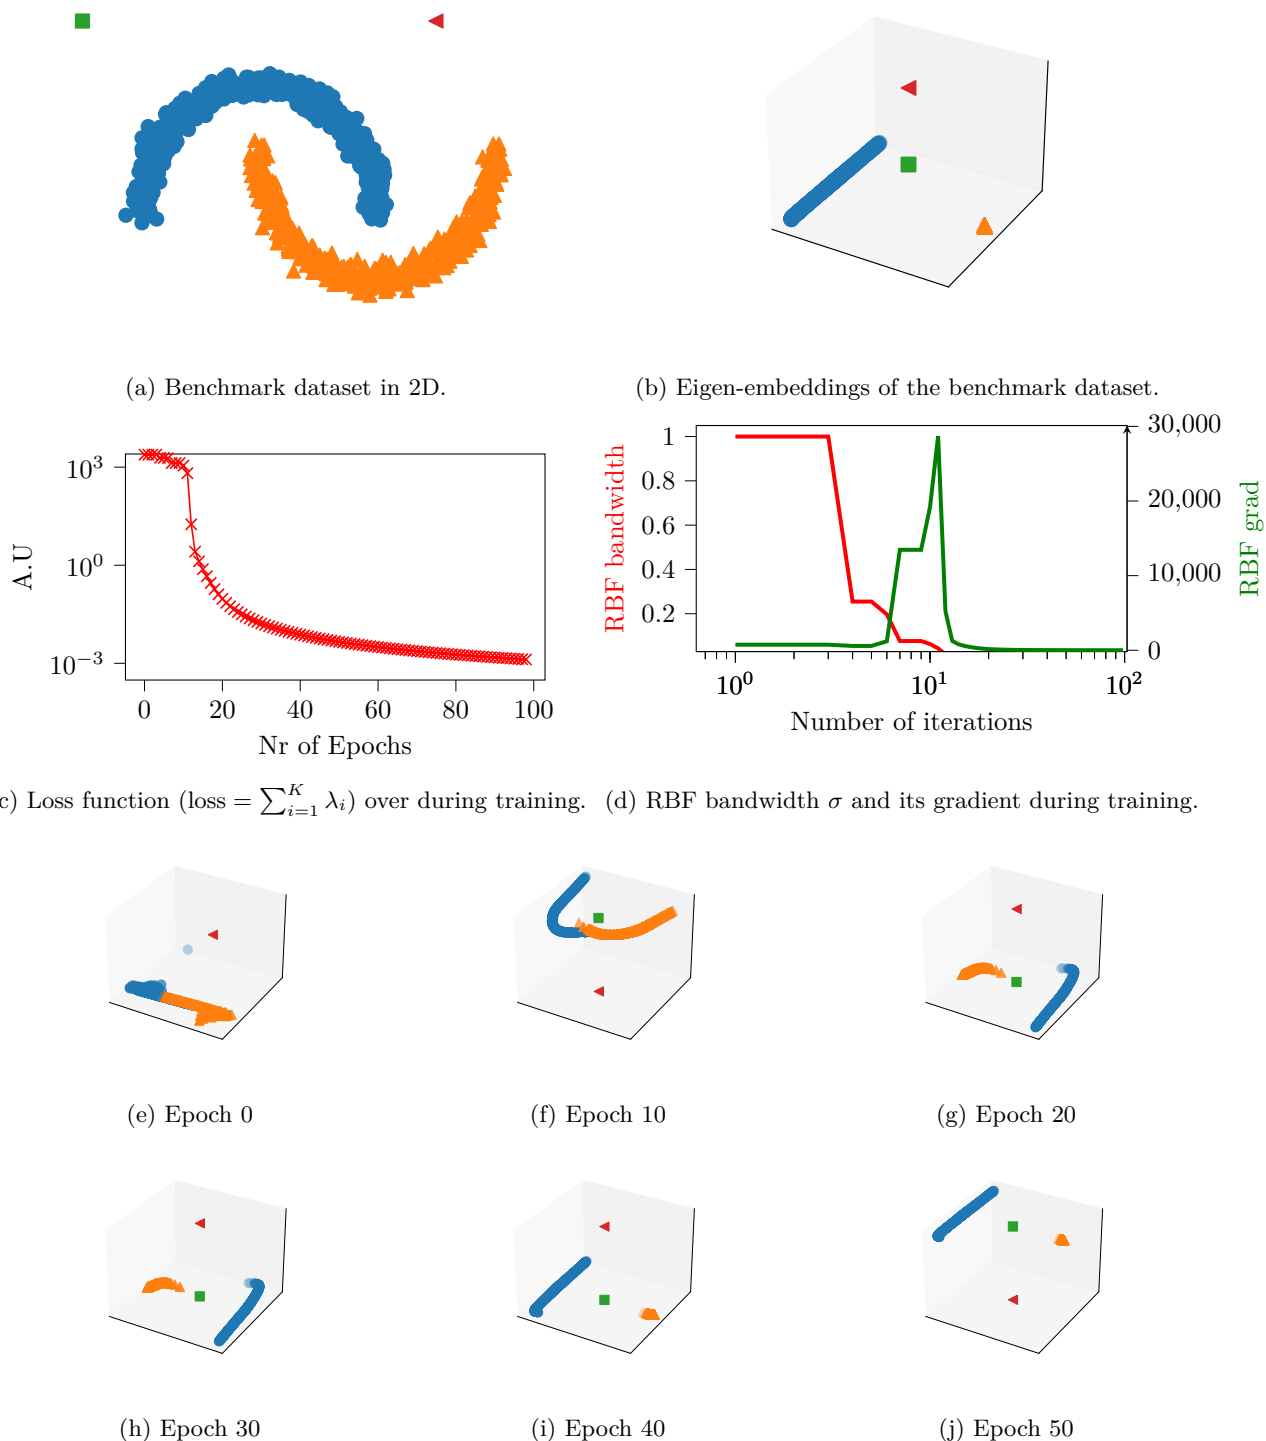 (a) Benchmark dataset in 2D.
(b) Eigen-embeddings of the benchmark dataset.
10^3
10^0
10^{-3}
A.U
0 20 40 60 80 100
Nr of Epochs
1
0.8
0.6
0.4
0.2
RBF bandwidth
30,000
20,000
10,000
0
RBF grad
10^0 10^1 10^2
Number of iterations
c) Loss function (loss = ∑_{i=1}^{K} λ_i) over during training.
(d) RBF bandwidth σ and its gradient during training.
(e) Epoch 0
(f) Epoch 10
(g) Epoch 20
(h) Epoch 30
(i) Epoch 40
(j) Epoch 50